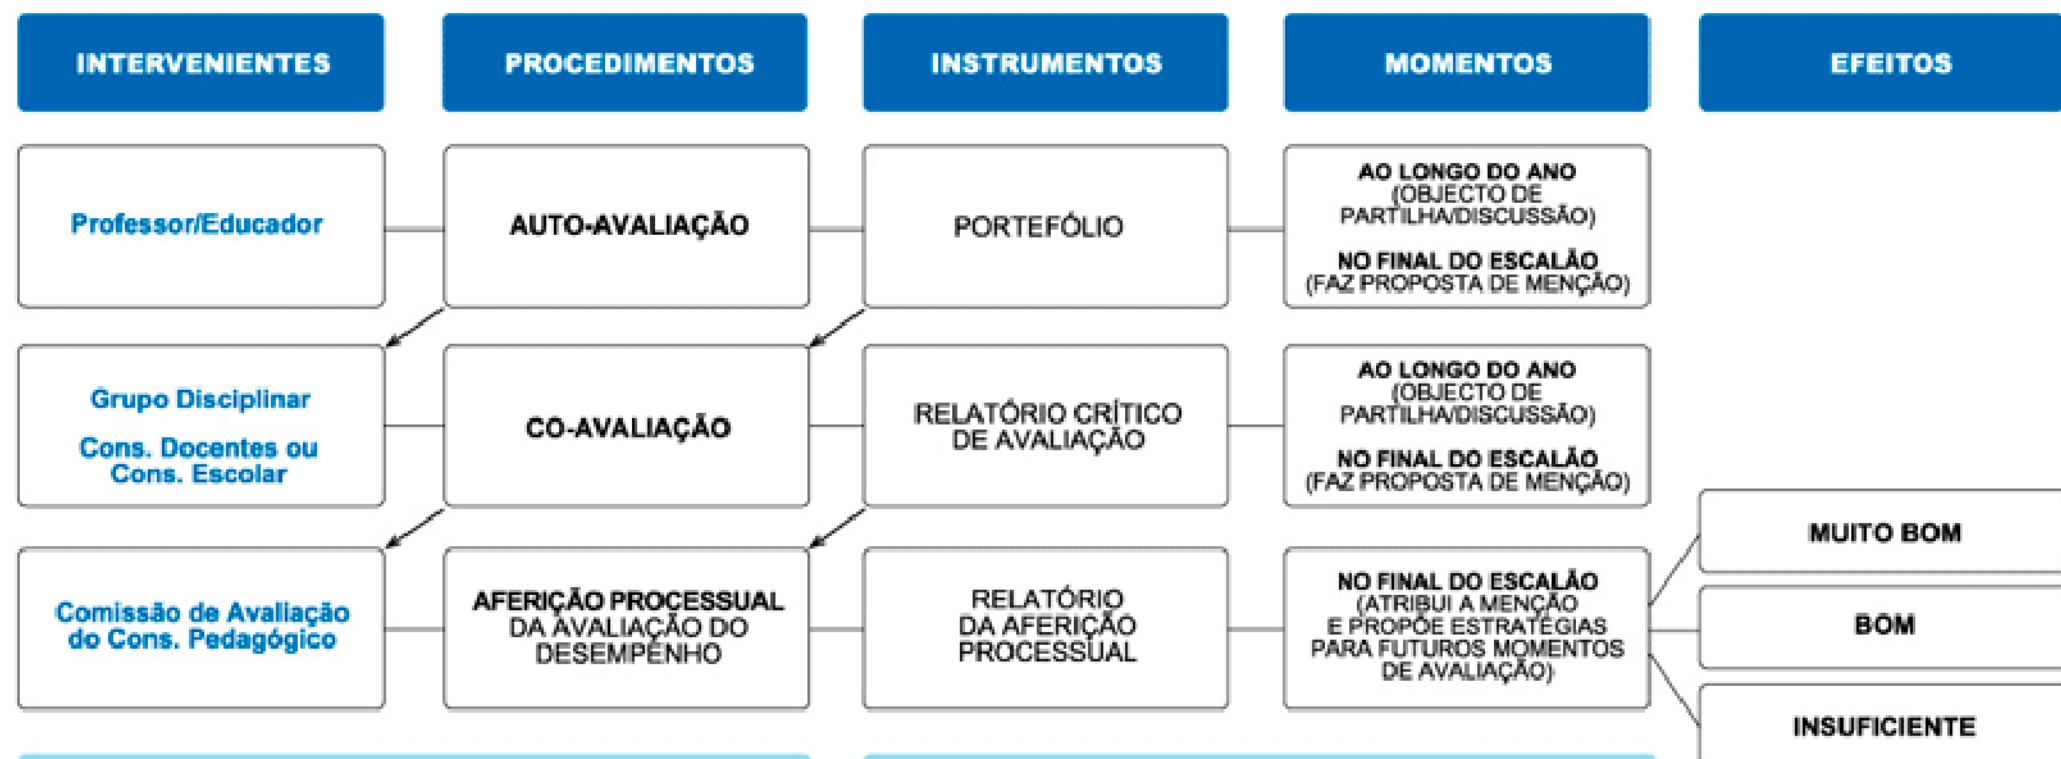 INTERVENIENTES
PROCEDIMENTOS
INSTRUMENTOS
MOMENTOS
EFEITOS
Professor/Educador
AUTO-AVALIAÇÃO
PORTEFÓLIO
AO LONGO DO ANO
(OBJECTO DE
PARTILHA/DISCUSSÃO)
NO FINAL DO ESCALÃO
(FAZ PROPOSTA DE MENÇÃO)
Grupo Disciplinar
Cons. Docentes ou
Cons. Escolar
CO-AVALIAÇÃO
RELATÓRIO CRÍTICO
DE AVALIAÇÃO
AO LONGO DO ANO
(OBJECTO DE
PARTILHA/DISCUSSÃO)
NO FINAL DO ESCALÃO
(FAZ PROPOSTA DE MENÇÃO)
Comissão de Avaliação
do Cons. Pedagógico
AFERIÇÃO PROCESSUAL
DA AVALIAÇÃO DO
DESEMPENHO
RELATÓRIO
DA AFERIÇÃO
PROCESSUAL
NO FINAL DO ESCALÃO
(ATRIBUI A MENÇÃO
E PROPÕE ESTRATÉGIAS
PARA FUTUROS MOMENTOS
DE AVALIAÇÃO)
MUITO BOM
BOM
INSUFICIENTE